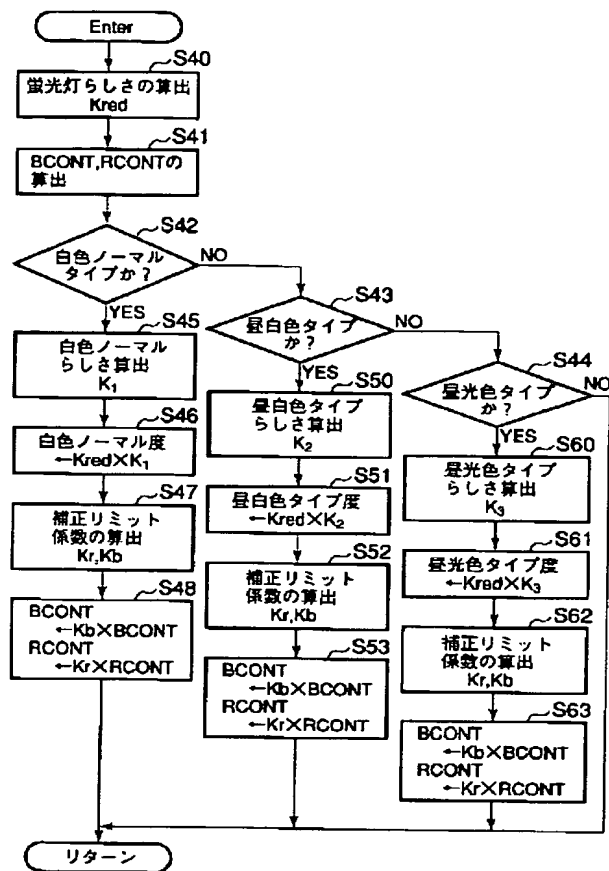 Enter
S40
蛍光灯らしさの算出
Kred
S41
BCONT,RCONTの
算出
S42
白色ノーマル
タイプか？
NO
YES
S43
昼白色タイプ
か？
NO
YES
S44
昼光色タイプ
か？
NO
YES
S45
白色ノーマル
らしさ算出
K₁
S46
白色ノーマル度
←Kred×K₁
S47
補正リミット
係数の算出
Kr,Kb
S48
BCONT
←Kb×BCONT
RCONT
←Kr×RCONT
S50
昼白色タイプ
らしさ算出
K₂
S51
昼白色タイプ度
←Kred×K₂
S52
補正リミット
係数の算出
Kr,Kb
S53
BCONT
←Kb×BCONT
RCONT
←Kr×RCONT
S60
昼光色タイプ
らしさ算出
K₃
S61
昼光色タイプ度
←Kred×K₃
S62
補正リミット
係数の算出
Kr,Kb
S63
BCONT
←Kb×BCONT
RCONT
←Kr×RCONT
リターン